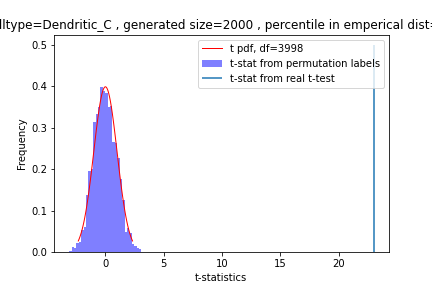 lltype=Dendritic_C , generated size=2000 , percentile in emperical dist=
0.5
0.4
0.3
0.2
0.1
0.0
Frequency
t pdf, df=3998
t-stat from permutation labels
t-stat from real t-test
0
5
10
15
20
t-statistics